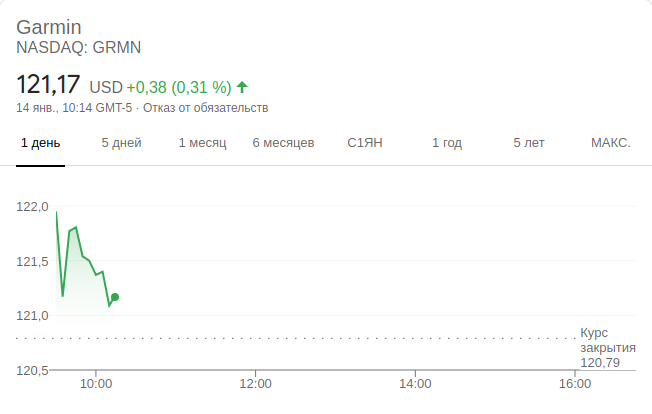 Garmin
NASDAQ: GRMN
121,17 USD +0,38 (0,31 %)
14 янв., 10:14 GMT-5 · Отказ от обязательств
1 день 5 дней 1 месяц 6 месяцев С1ЯН 1 год 5 лет МАКС.
122,0
121,5
121,0
Курс
закрытия
120,79
120,5
10:00 12:00 14:00 16:00